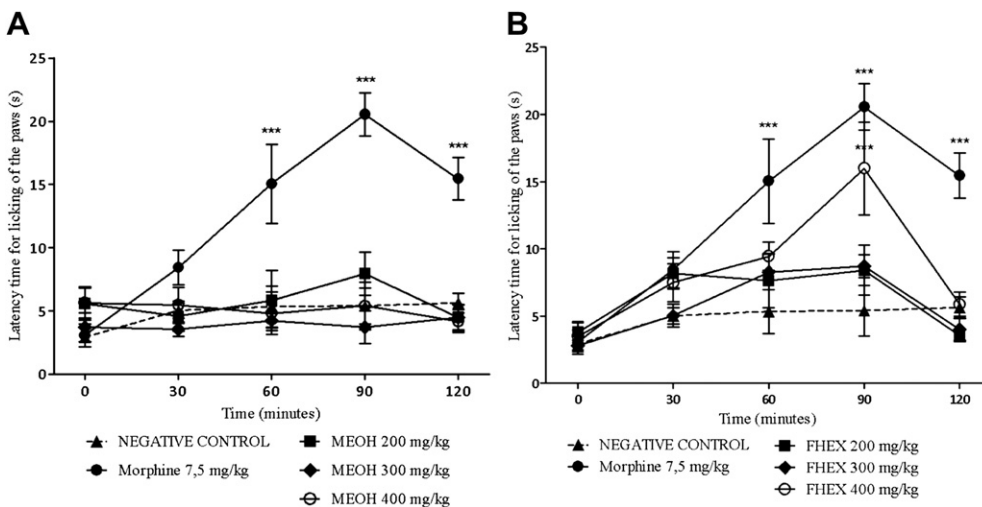 A
Latency time for licking of the paws (s)
25
20
15
10
5
0
***
***
***
0 30 60 90 120
Time (minutes)
NEGATIVE CONTROL
Morphine 7,5 mg/kg
MEOH 200 mg/kg
MEOH 300 mg/kg
MEOH 400 mg/kg
B
Latency time for licking of the paws (s)
25
20
15
10
5
0
***
***
***
***
0 30 60 90 120
Time (minutes)
NEGATIVE CONTROL
Morphine 7,5 mg/kg
FHEX 200 mg/kg
FHEX 300 mg/kg
FHEX 400 mg/kg